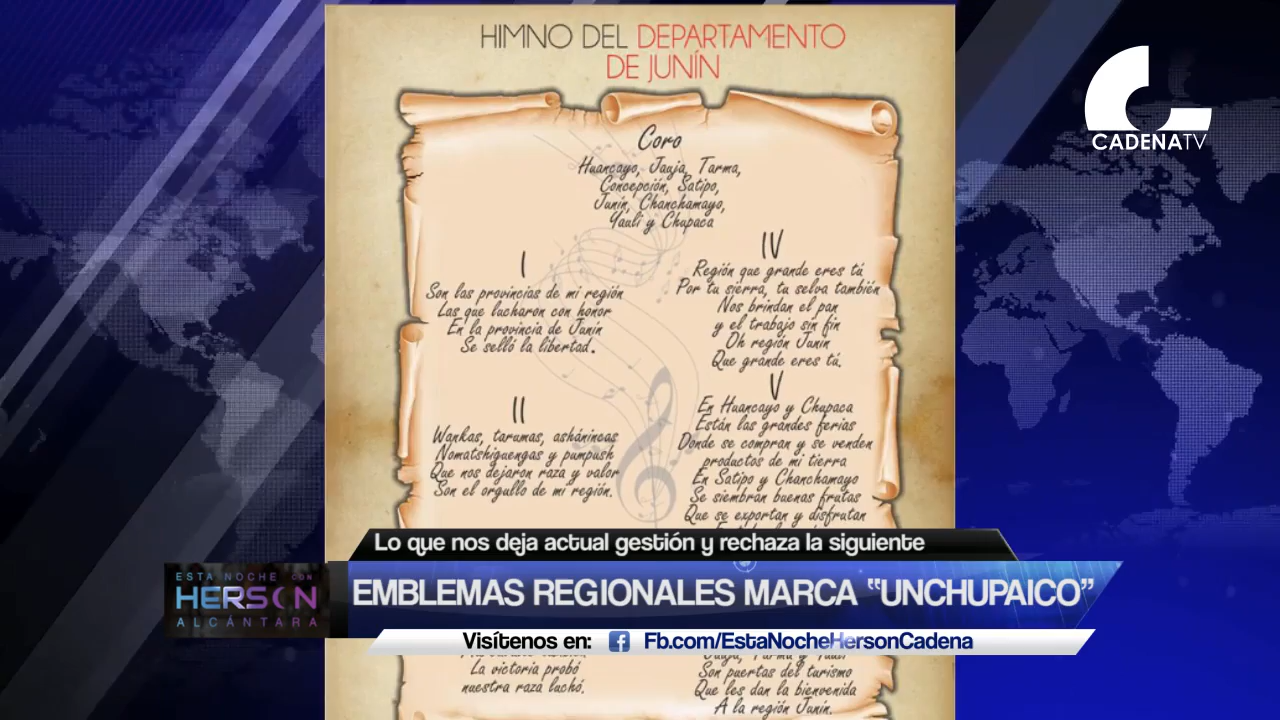 HIMNO DEL DEPARTAMENTO
DE JUNÍN
CADENATV
Coro
Huancayo, Jauja, Tarma,
Concepción, Satipo,
Junín, Chanchamayo,
Yauli y Chupaca
I
Son las provincias de mi región
Las que lucharon con honor
En la provincia de Junín
Se selló la libertad.
II
Wankas, tarumas, ashánincas
Nomatshiguengas y pumpush
Que nos dejaron raza y valor
Son el orgullo de mi región.
La victoria probó
nuestra raza luchó.
IV
Región que grande eres tú
Por tu sierra, tu selva también
Nos brindan el pan
y el trabajo sin fin
Oh región Junín
Que grande eres tú.
V
En Huancayo y Chupaca
Están las grandes ferias
Donde se compran y se venden
productos de mi tierra
En Satipo y Chanchamayo
Se siembran buenas frutas
Que se exportan y disfrutan
Jauja, Tarma y Yauli
Son puertas del turismo
Que les dan la bienvenida
A la región Junín.
Lo que nos deja actual gestión y rechaza la siguiente
ESTA NOCHE CON
HERSON
ALCÁNTARA
EMBLEMAS REGIONALES MARCA “UNCHUPAICO”
Visítenos en: Fb.com/EstaNocheHersonCadena